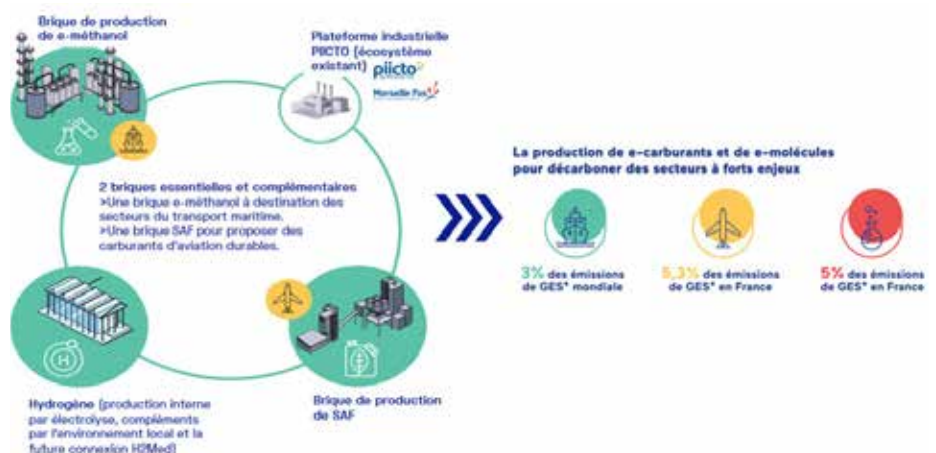 Brique de production
de e-méthanol
Plateforme industrielle
PIICTO (écosystème
existant)
piicto
Marseille Fos
2 briques essentielles et complémentaires
>Une brique e-méthanol à destination des
secteurs du transport maritime.
>Une brique SAF pour proposer des
carburants d'aviation durables.
H
Hydrogène (production interne
par électrolyse, compléments
par l'environnement local et la
future connexion H2Med)
Brique de production
de SAF
La production de e-carburants et de e-molécules
pour décarboner des secteurs à forts enjeux
3% des émissions
de GES* mondiale
5,3% des émissions
de GES* en France
5% des émissions
de GES* en France